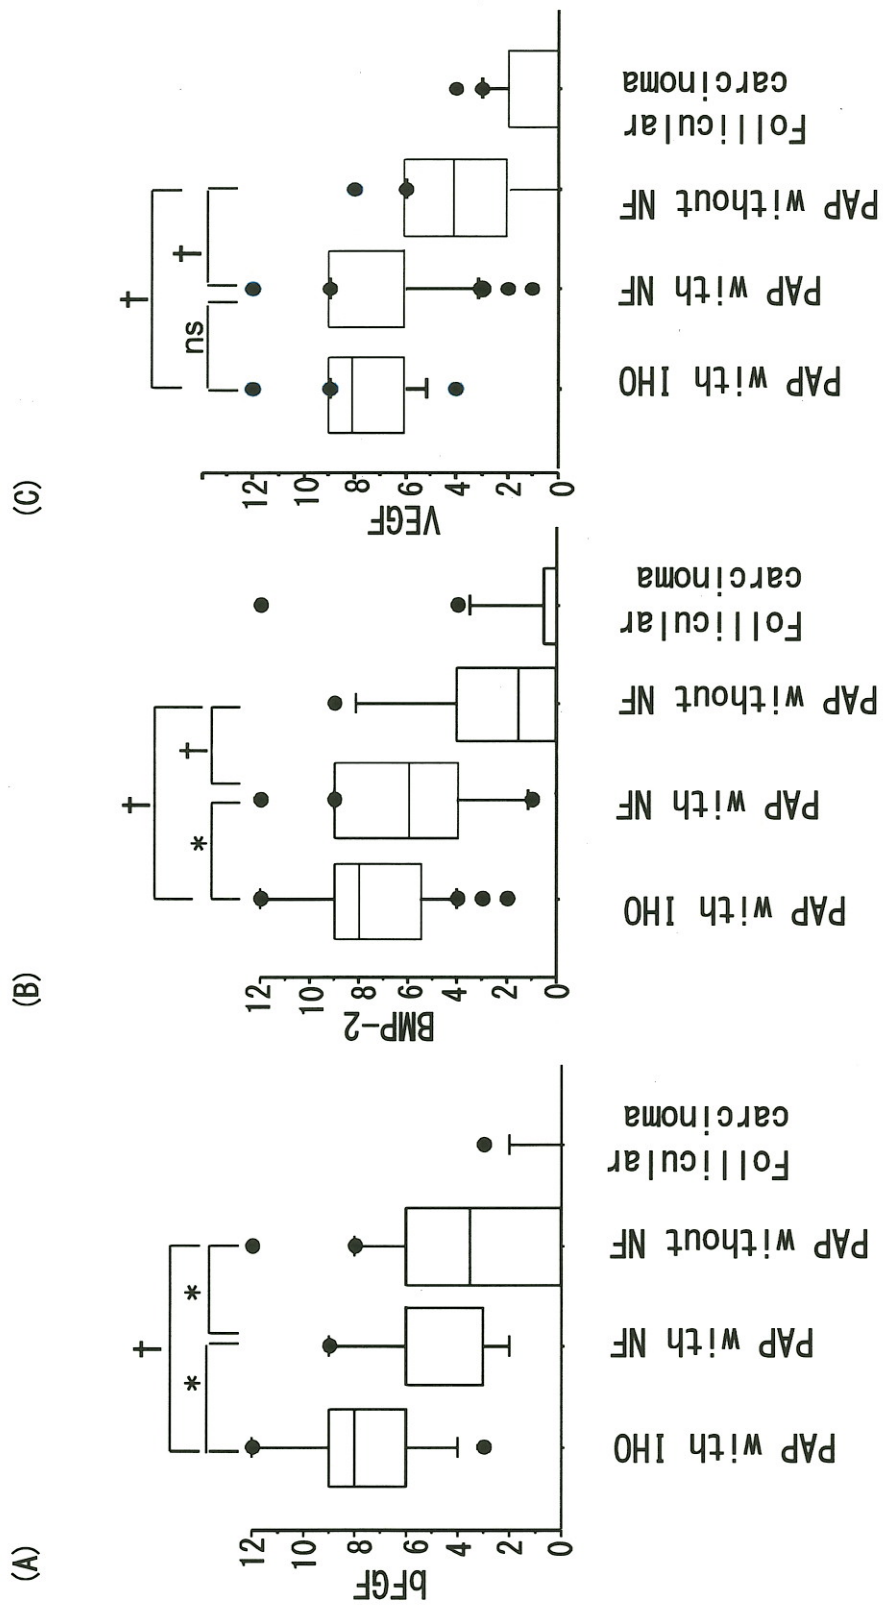 (A)
bFGF
12
10
8
6
4
2
0
†
*
*
PAP with IHO
PAP with NF
PAP without NF
Follicular
carcinoma
(B)
BMP-2
12
10
8
6
4
2
0
†
*
†
PAP with IHO
PAP with NF
PAP without NF
Follicular
carcinoma
(C)
VEGF
12
10
8
6
4
2
0
†
ns
†
PAP with IHO
PAP with NF
PAP without NF
Follicular
carcinoma